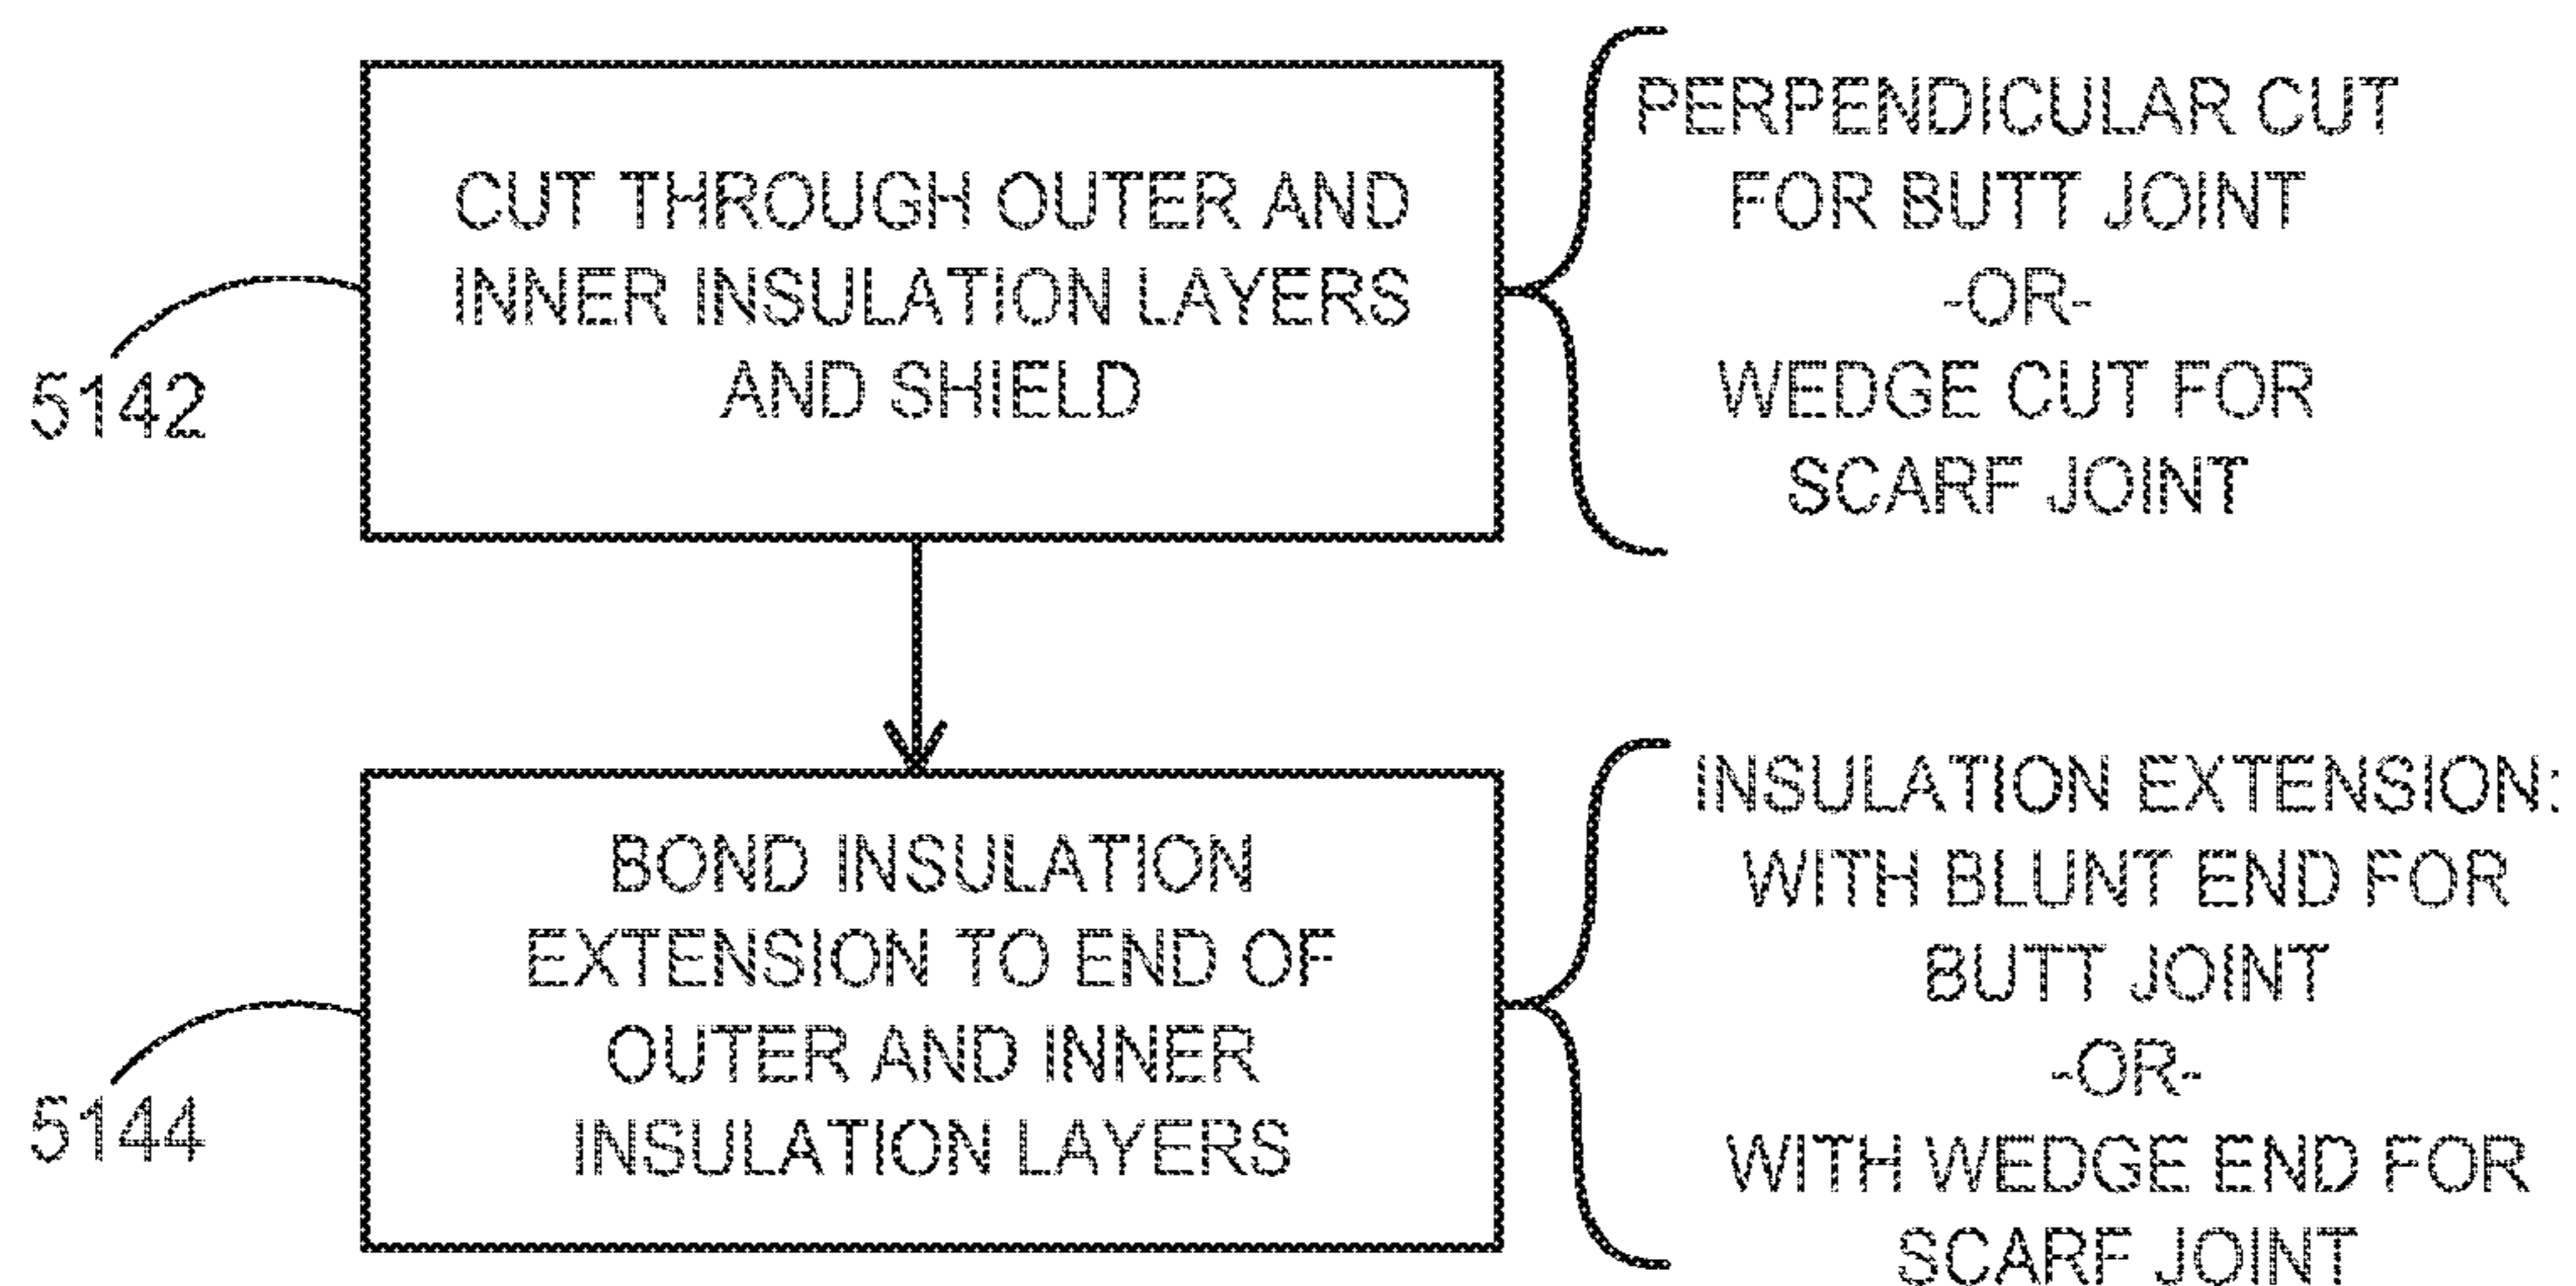 CUT THROUGH OUTER AND
INNER INSULATION LAYERS
AND SHIELD
5142
PERPENDICULAR CUT
FOR BUTT JOINT
-OR-
WEDGE CUT FOR
SCARF JOINT
BOND INSULATION
EXTENSION TO END OF
OUTER AND INNER
INSULATION LAYERS
5144
INSULATION EXTENSION:
WITH BLUNT END FOR
BUTT JOINT
-OR-
WITH WEDGE END FOR
SCARF JOINT